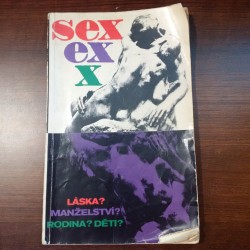 sex
ex
x
LÁSKA?
MANŽELSTVÍ?
RODINA? DĚTI?